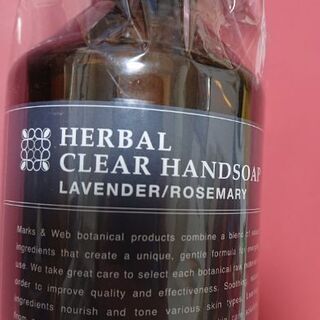 HERBAL
CLEAR HANDSOAP
LAVENDER/ROSEMARY
Marks & Web botanical products combine a blend of
ingredients that create a unique, gentle formula for
use. We take great care to select each botanical raw
order to improve quality and effectiveness. Soothing
ingredients nourish and tone various skin types.